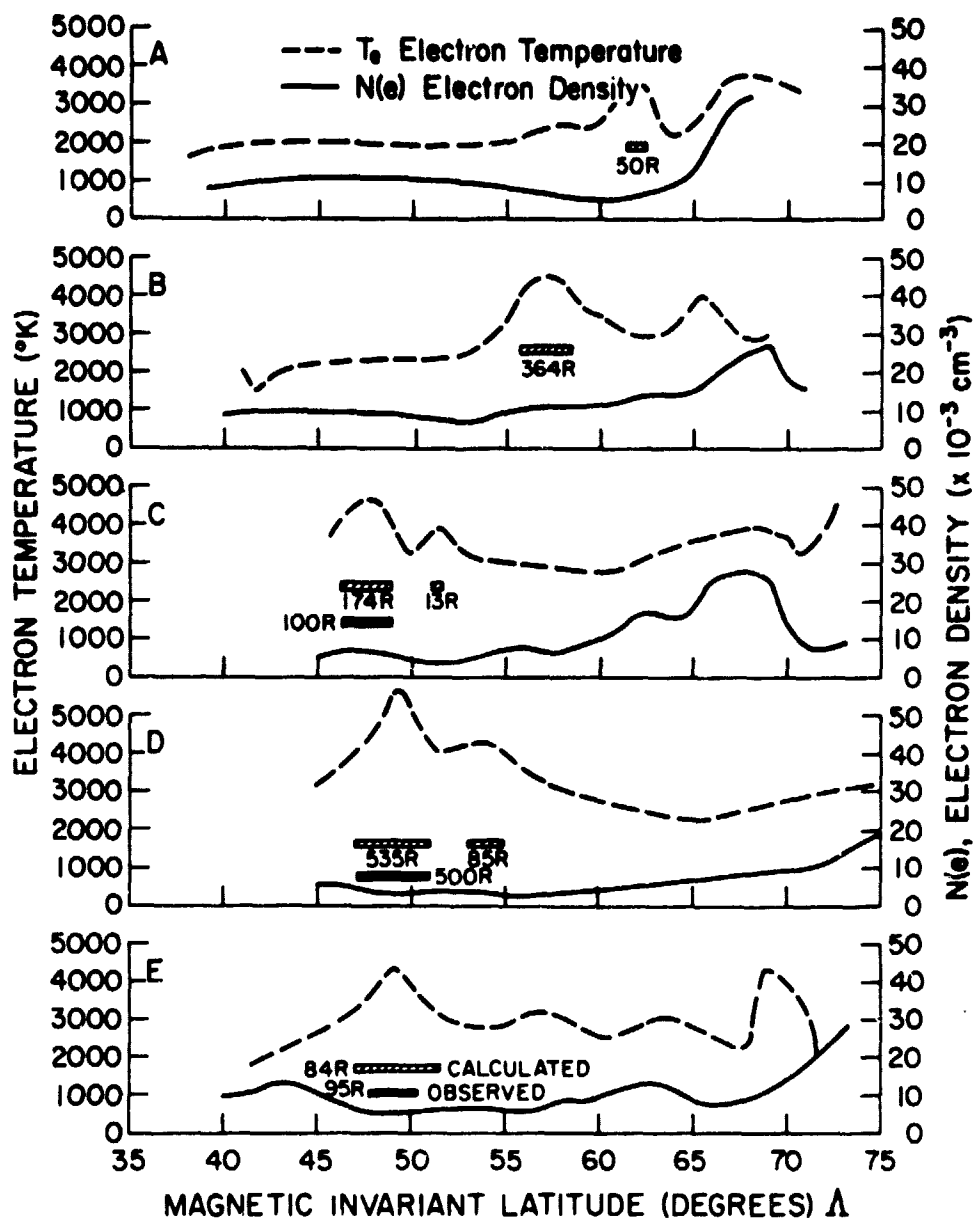 A
--- Te Electron Temperature
— N(e) Electron Density
5000
4000
3000
2000
1000
0
50
40
30
20
10
0
50R
B
5000
4000
3000
2000
1000
0
50
40
30
20
10
0
364R
C
5000
4000
3000
2000
1000
0
50
40
30
20
10
0
174R
13R
100R
D
5000
4000
3000
2000
1000
0
50
40
30
20
10
0
535R
85R
500R
E
5000
4000
3000
2000
1000
0
50
40
30
20
10
0
84R CALCULATED
95R OBSERVED
35 40 45 50 55 60 65 70 75
MAGNETIC INVARIANT LATITUDE (DEGREES) Λ
ELECTRON TEMPERATURE (°K)
N(e), ELECTRON DENSITY (x 10⁻³ cm⁻³)